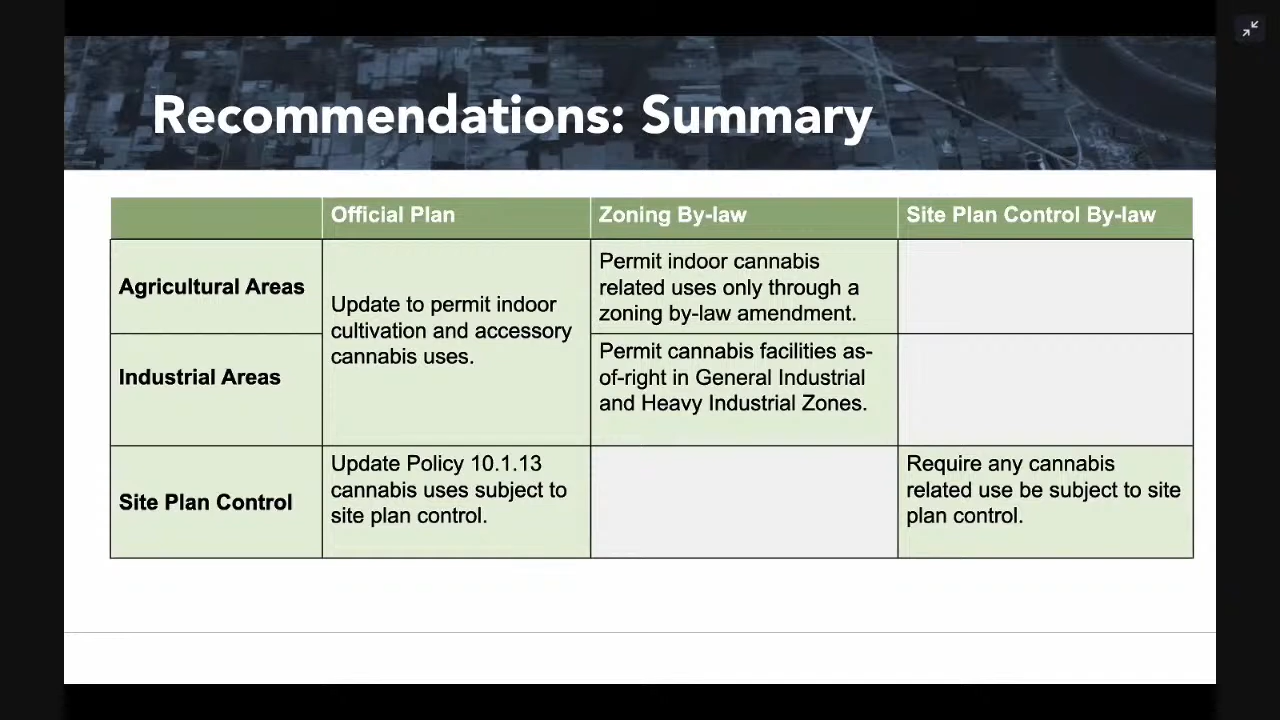 Recommendations: Summary
Official Plan
Zoning By-law
Site Plan Control By-law
Agricultural Areas
Update to permit indoor
cultivation and accessory
cannabis uses.
Permit indoor cannabis
related uses only through a
zoning by-law amendment.
Industrial Areas
Permit cannabis facilities as-
of-right in General Industrial
and Heavy Industrial Zones.
Site Plan Control
Update Policy 10.1.13
cannabis uses subject to
site plan control.
Require any cannabis
related use be subject to site
plan control.